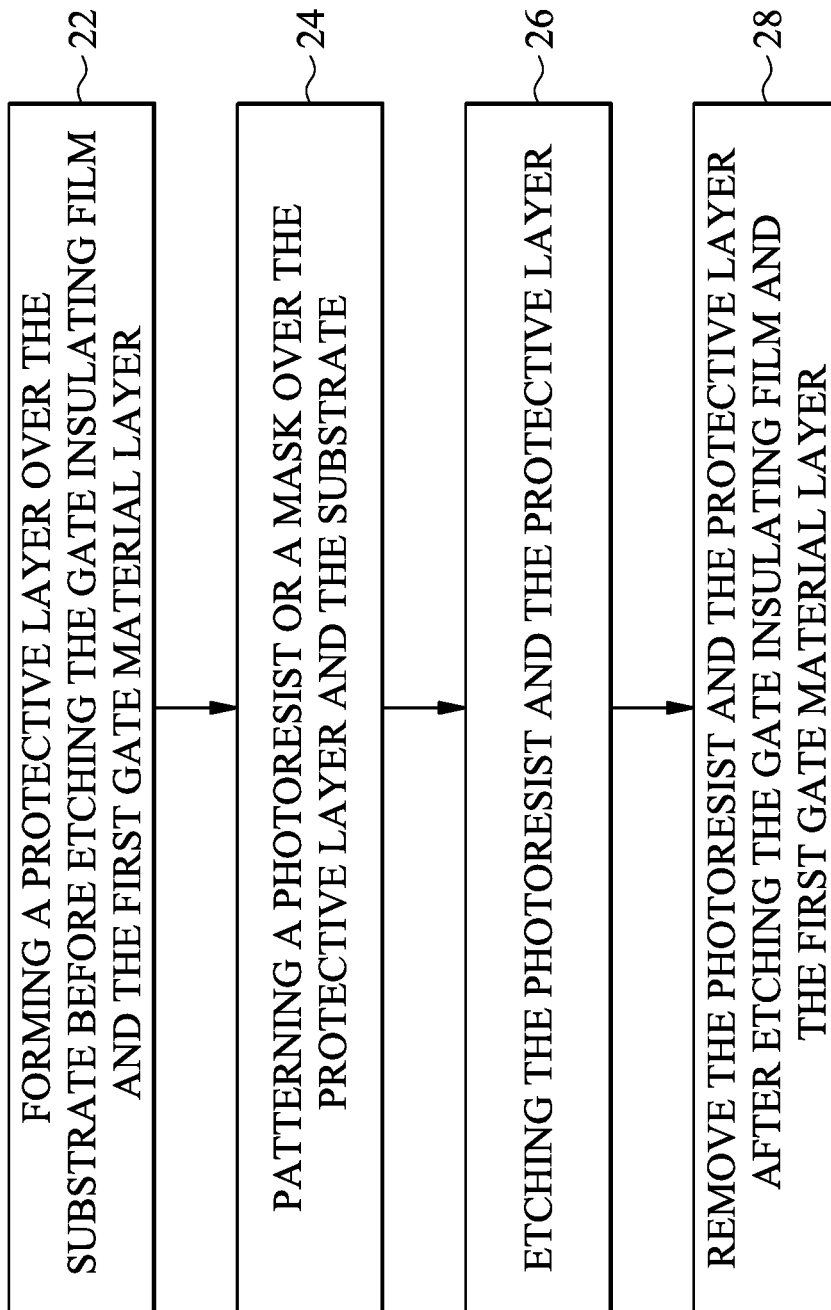 FORMING A PROTECTIVE LAYER OVER THE
SUBSTRATE BEFORE ETCHING THE GATE INSULATING FILM
AND THE FIRST GATE MATERIAL LAYER
22
PATTERNING A PHOTORESIST OR A MASK OVER THE
PROTECTIVE LAYER AND THE SUBSTRATE
24
ETCHING THE PHOTORESIST AND THE PROTECTIVE LAYER
26
REMOVE THE PHOTORESIST AND THE PROTECTIVE LAYER
AFTER ETCHING THE GATE INSULATING FILM AND
THE FIRST GATE MATERIAL LAYER
28